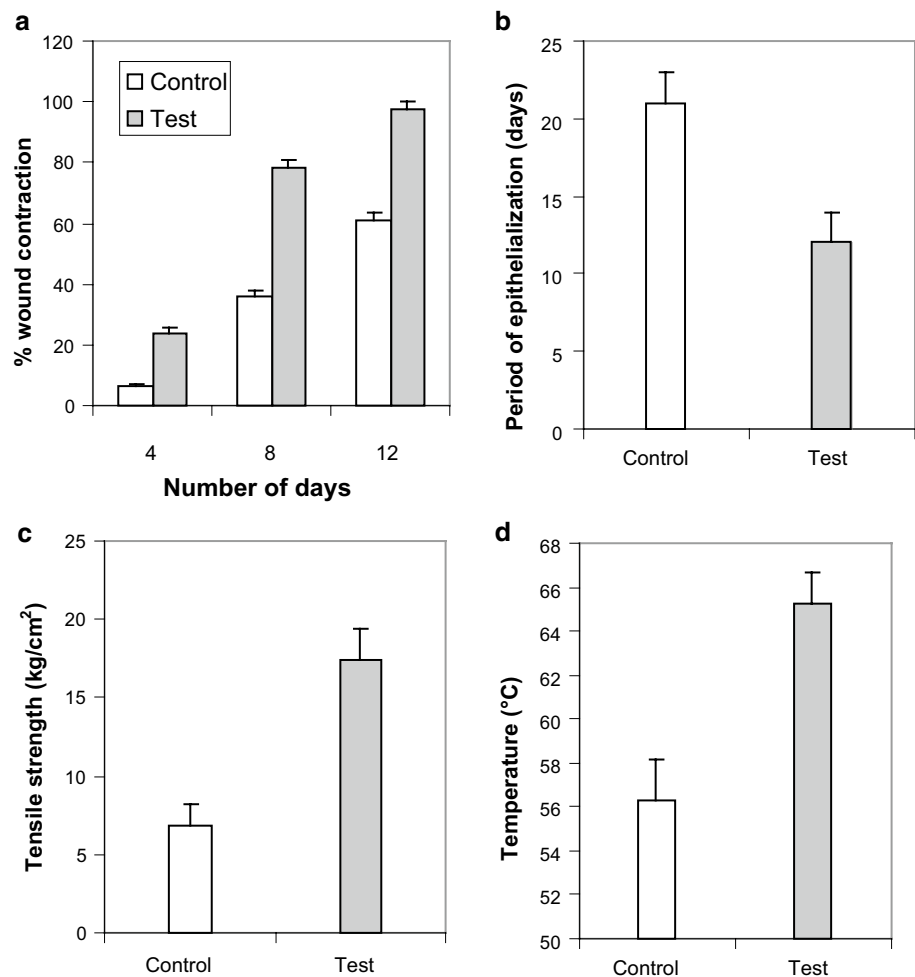 a
120
100
80
60
40
20
0
Control
Test
% wound contraction
4 8 12
Number of days
b
25
20
15
10
5
0
Period of epithelialization (days)
Control Test
c
25
20
15
10
5
0
Tensile strength (kg/cm²)
Control Test
d
68
66
64
62
60
58
56
54
52
50
Temperature (°C)
Control Test